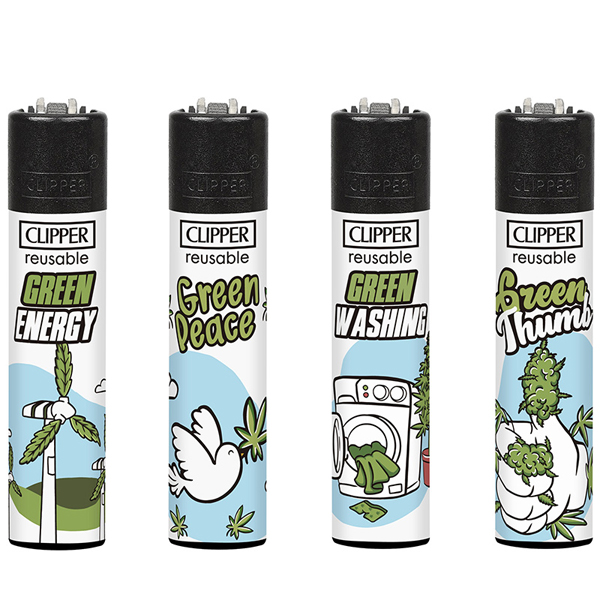 CLIPPER
CLIPPER
reusable
GREEN
ENERGY
CLIPPER
CLIPPER
reusable
Green
Peace
CLIPPER
CLIPPER
reusable
GREEN
WASHING
CLIPPER
CLIPPER
reusable
Green
Thumb